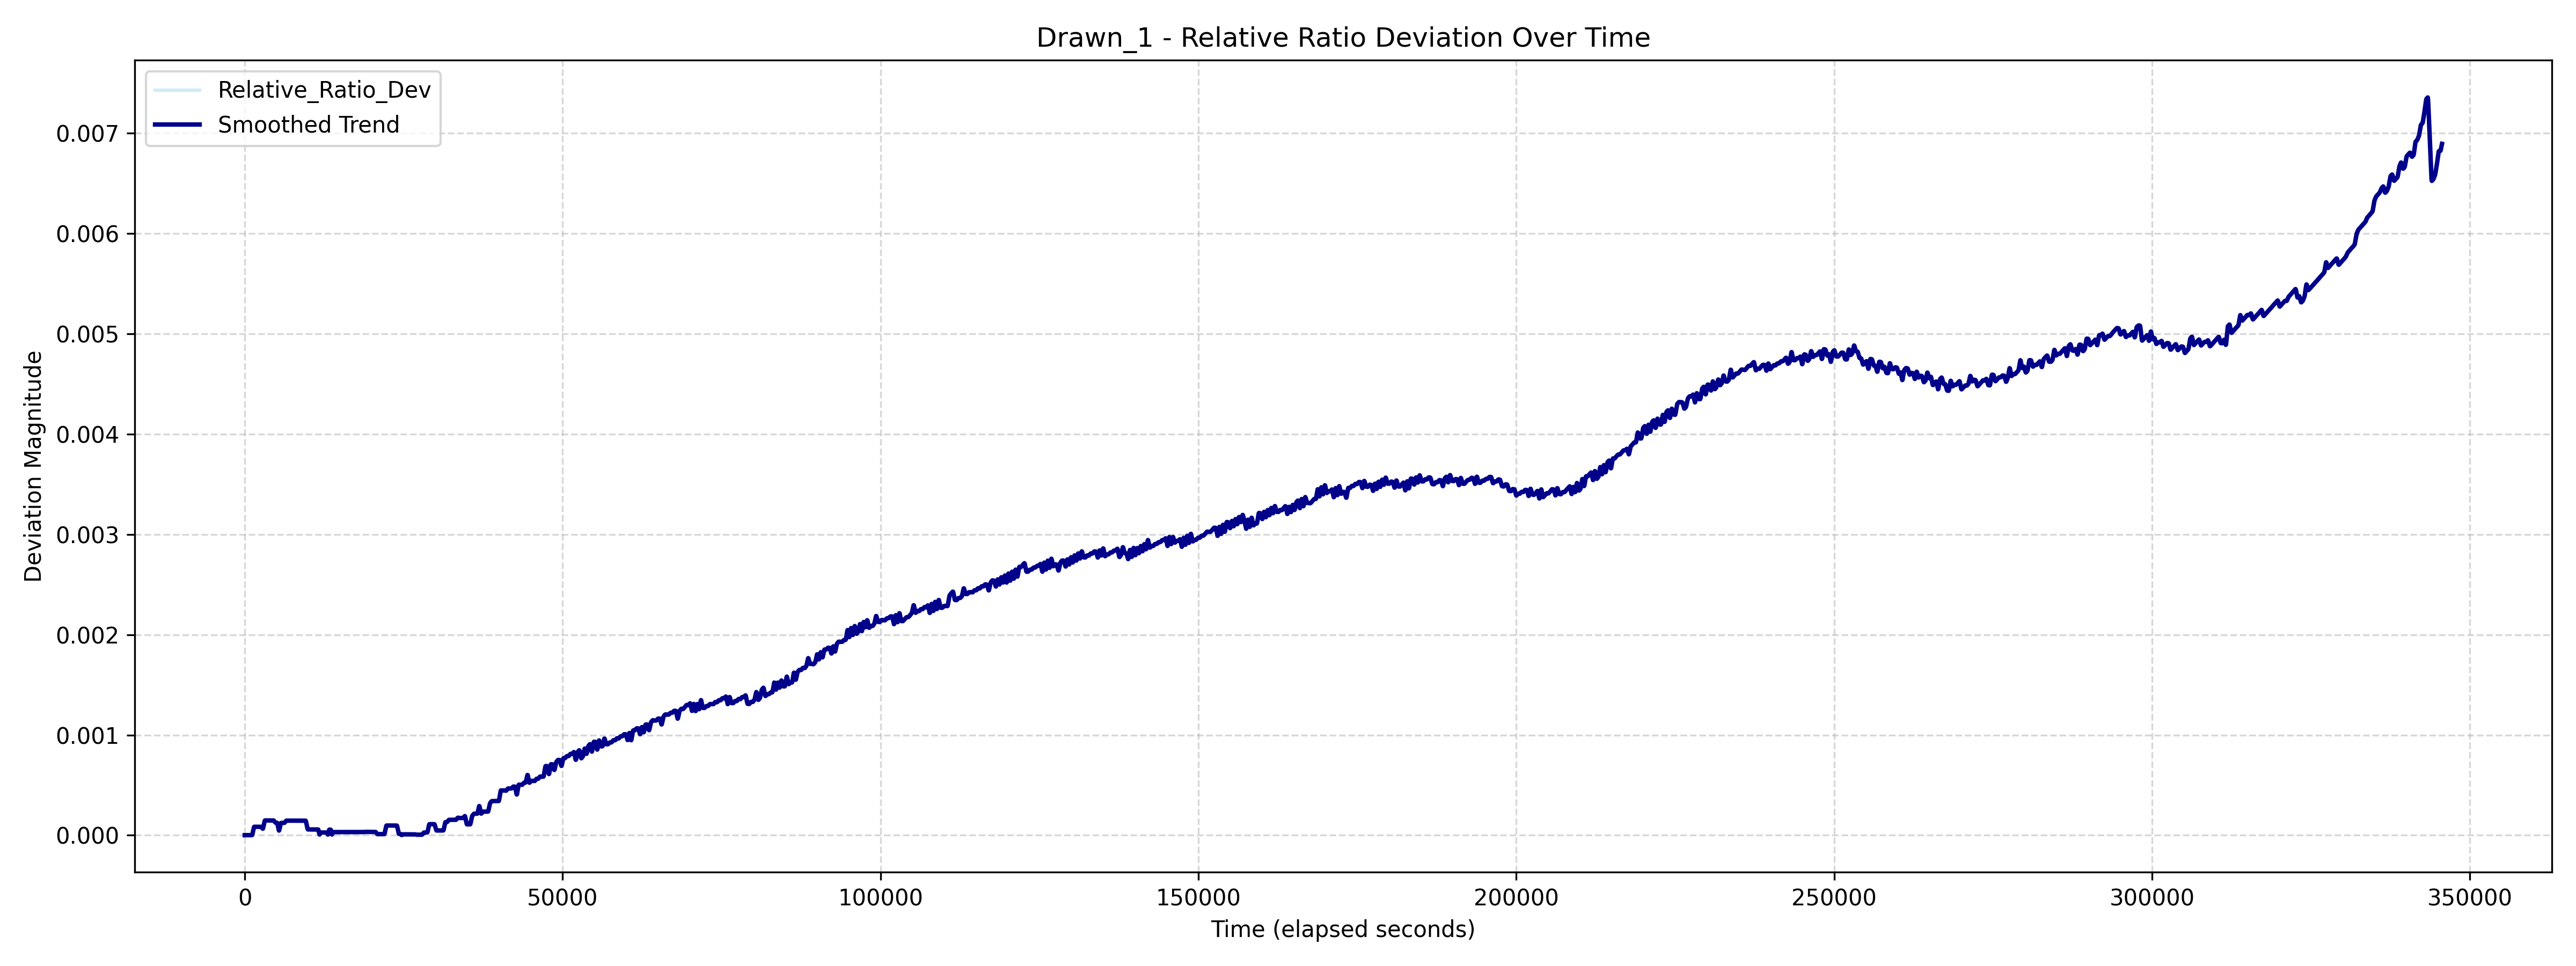 Drawn_1 - Relative Ratio Deviation Over Time
Relative_Ratio_Dev
Smoothed Trend
Deviation Magnitude
0.007
0.006
0.005
0.004
0.003
0.002
0.001
0.000
0 50000 100000 150000 200000 250000 300000 350000
Time (elapsed seconds)